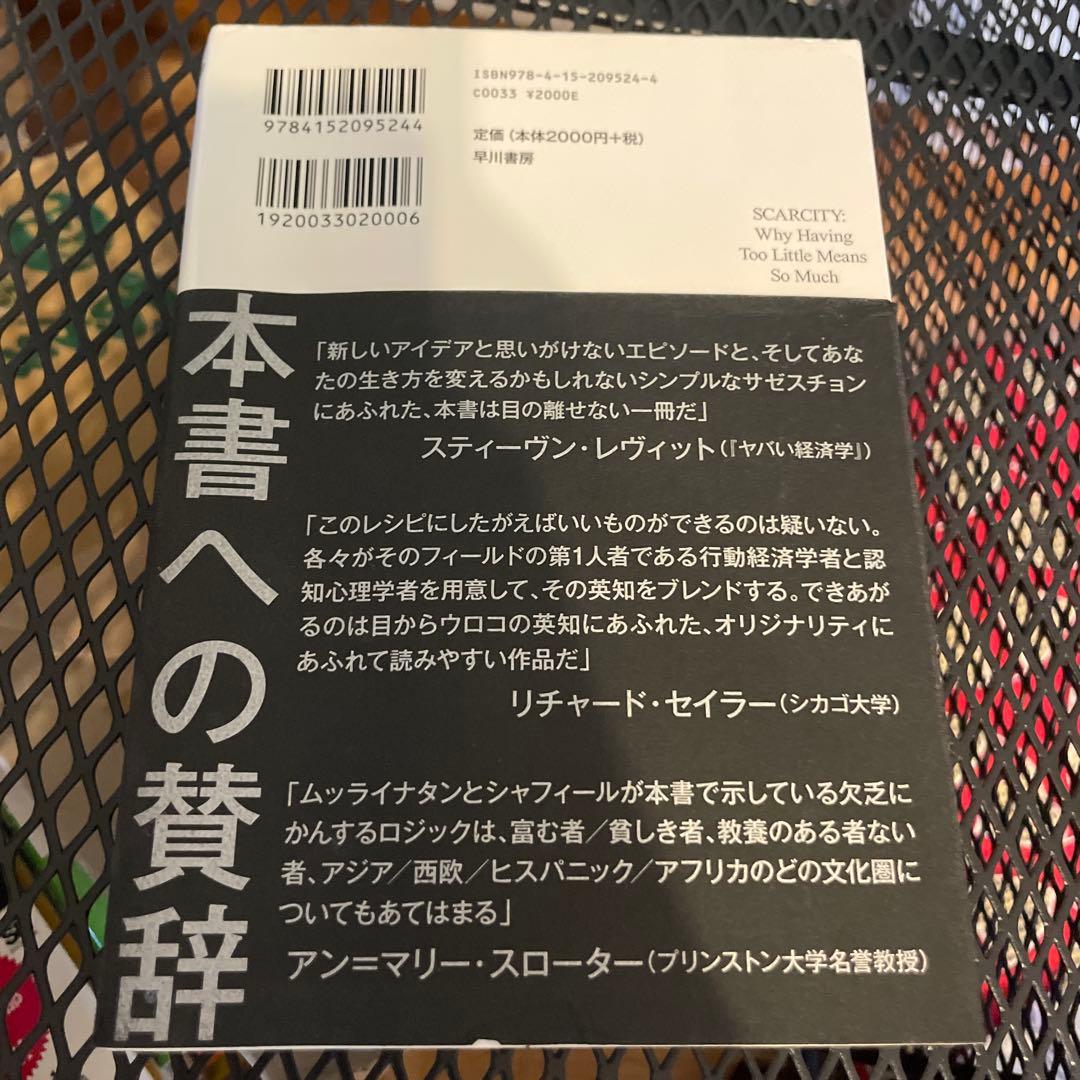 9784152095244
1920033020006
ISBN978-4-15-209524-4
C0033 ¥2000E
定価（本体2000円+税）
早川書房
SCARCITY:
Why Having
Too Little Means
So Much
本書への賛辞
「新しいアイデアと思いがけないエピソードと、そしてあな
たの生き方を変えるかもしれないシンプルなサゼスチョン
にあふれた、本書は目の離せない一冊だ」
スティーヴン・レヴィット（『ヤバい経済学』）
「このレシピにしたがえばいいものができるのは疑いない。
各々がそのフィールドの第1人者である行動経済学者と認
知心理学者を用意して、その英知をブレンドする。できあが
るのは目からウロコの英知にあふれた、オリジナリティに
あふれて読みやすい作品だ」
リチャード・セイラー（シカゴ大学）
「ムッライナタンとシャフィールが本書で示している欠乏に
かんするロジックは、富む者／貧しき者、教養のある者ない
者、アジア／西欧／ヒスパニック／アフリカのどの文化圏に
ついてもあてはまる」
アン＝マリー・スローター（プリンストン大学名誉教授）